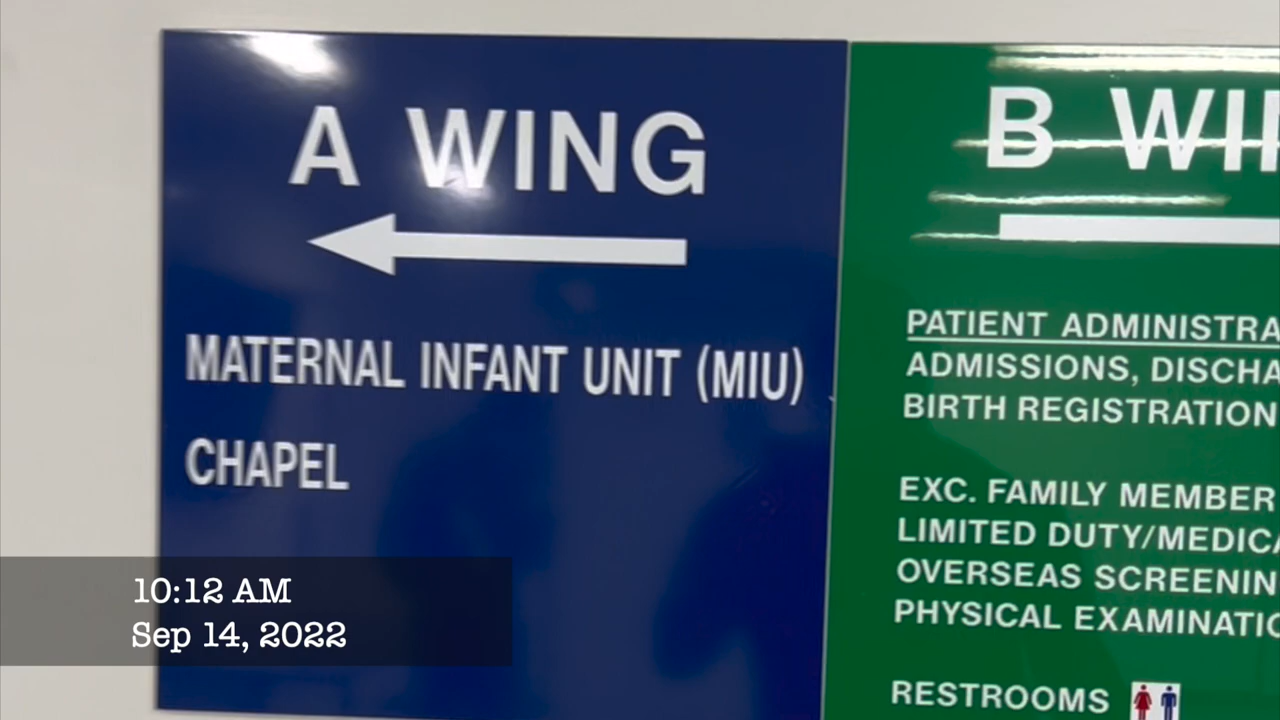 A WING
MATERNAL INFANT UNIT (MIU)
CHAPEL
B
PATIENT
ADMISSIONS,
BIRTH REGISTRATION
EXC. FAMILY MEMBER
LIMITED
OVERSEAS
PHYSICAL
RESTROOMS
10:12 AM
Sep 14, 2022